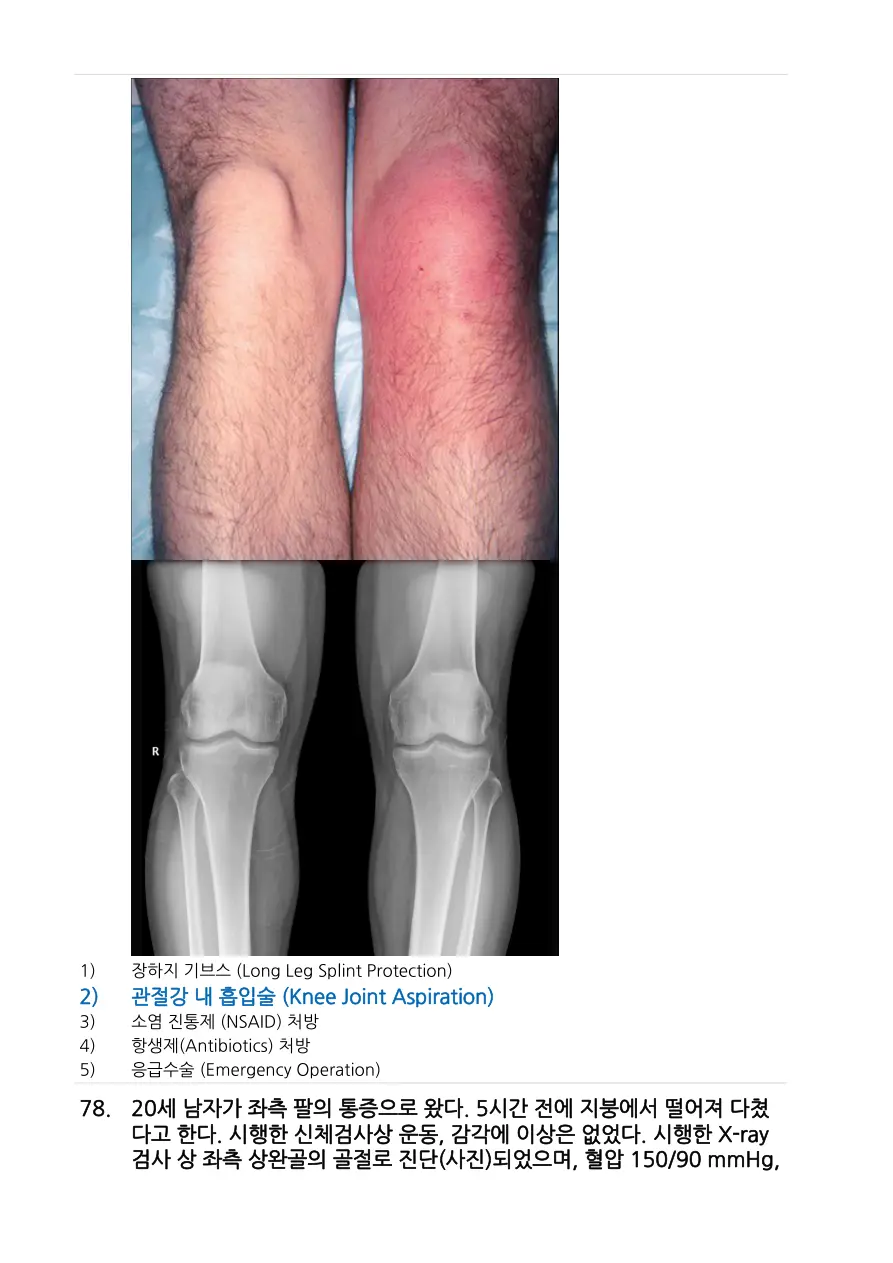 R
1) 장하지 기브스 (Long Leg Splint Protection)
2) 관절강 내 흡입술 (Knee Joint Aspiration)
3) 소염 진통제 (NSAID) 처방
4) 항생제(Antibiotics) 처방
5) 응급수술 (Emergency Operation)
78. 20세 남자가 좌측 팔의 통증으로 왔다. 5시간 전에 지붕에서 떨어져 다쳤
다고 한다. 시행한 신체검사상 운동, 감각에 이상은 없었다. 시행한 X-ray
검사 상 좌측 상완골의 골절로 진단(사진)되었으며, 혈압 150/90 mmHg,